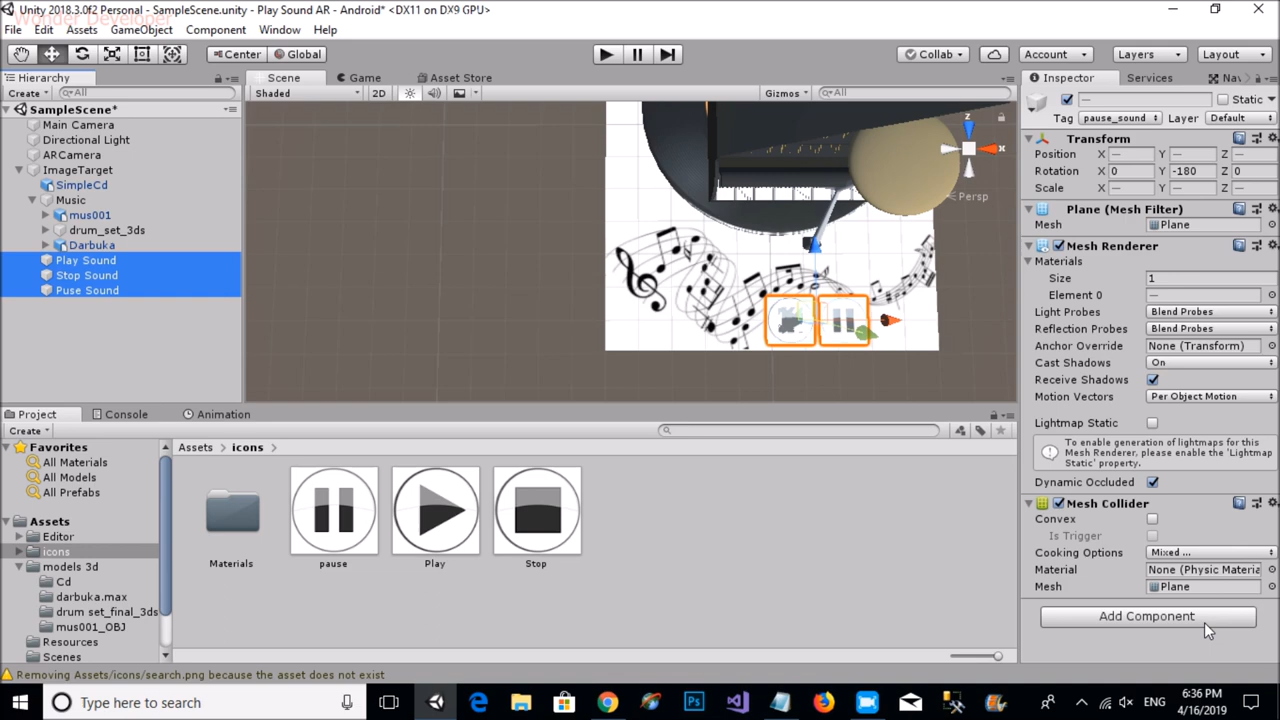 Unity 2018.3.0f2 Personal - SampleScene.unity - Play Sound AR - Android* <DX11 on DX9 GPU>
Wonder Developer
File Edit Assets GameObject Component Window Help
Center Global Collab Account Layers Layout
Hierarchy Scene Game Asset Store Inspector Services Nav
Create All Shaded 2D Gizmos All Static
SampleScene*
Tag pause_sound Layer Default
Main Camera
Directional Light
ARCamera
ImageTarget
SimpleCd
Music
mus001
drum_set_3ds
Darbuka
Play Sound
Stop Sound
Puse Sound
z
x
Persp
Transform
Position X — Y — Z —
Rotation X 0 Y -180 Z 0
Scale X — Y — Z —
Plane (Mesh Filter)
Mesh Plane
Mesh Renderer
Materials
Size 1
Element 0 —
Light Probes Blend Probes
Reflection Probes Blend Probes
Anchor Override None (Transform)
Cast Shadows On
Receive Shadows
Motion Vectors Per Object Motion
Lightmap Static
To enable generation of lightmaps for this
Mesh Renderer, please enable the 'Lightmap
Static' property.
Dynamic Occluded
Mesh Collider
Convex
Is Trigger
Cooking Options Mixed ...
Material None (Physic Materia
Mesh Plane
Add Component
Project Console Animation
Create
Favorites
All Materials
All Models
All Prefabs
Assets
Editor
icons
models 3d
Cd
darbuka.max
drum set_final_3ds
mus001_OBJ
Resources
Scenes
Assets icons
Materials pause Play Stop
Removing Assets/icons/search.png because the asset does not exist
Type here to search
Ps
ENG
6:36 PM
4/16/2019